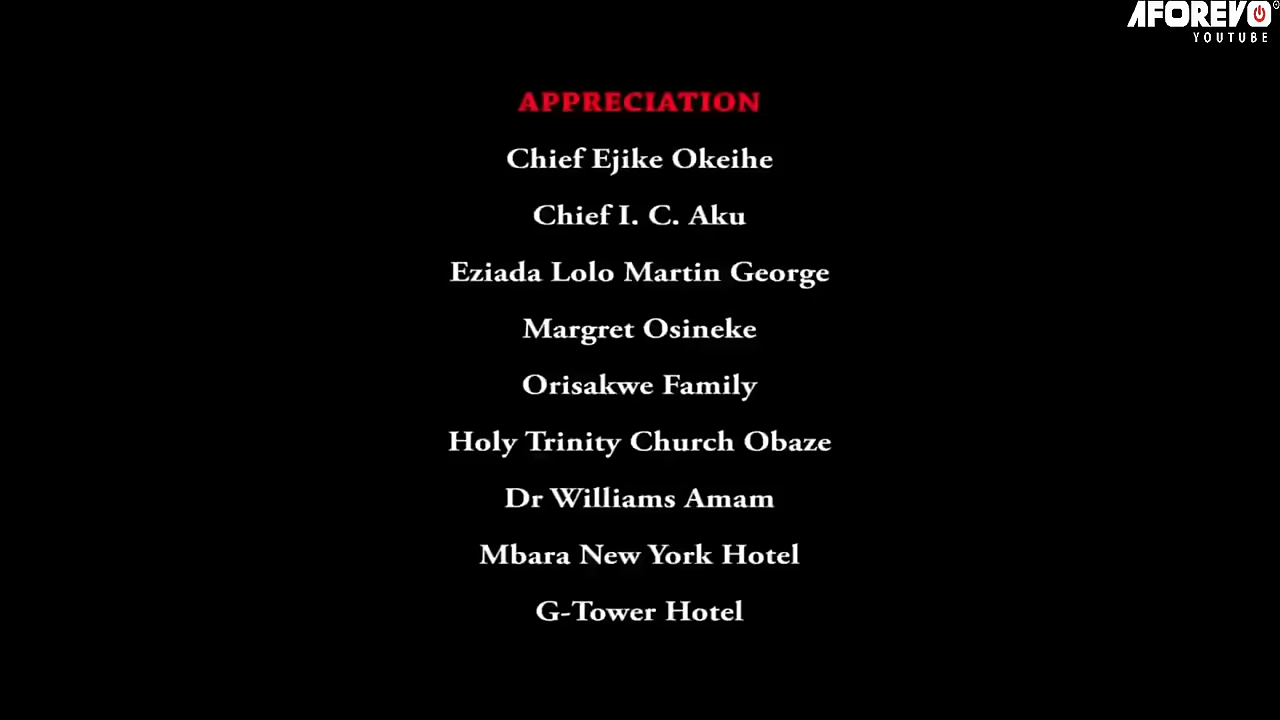 AFOREVO
YOUTUBE
APPRECIATION
Chief Ejike Okeihe
Chief I. C. Aku
Eziada Lolo Martin George
Margret Osineke
Orisakwe Family
Holy Trinity Church Obaze
Dr Williams Amam
Mbara New York Hotel
G-Tower Hotel